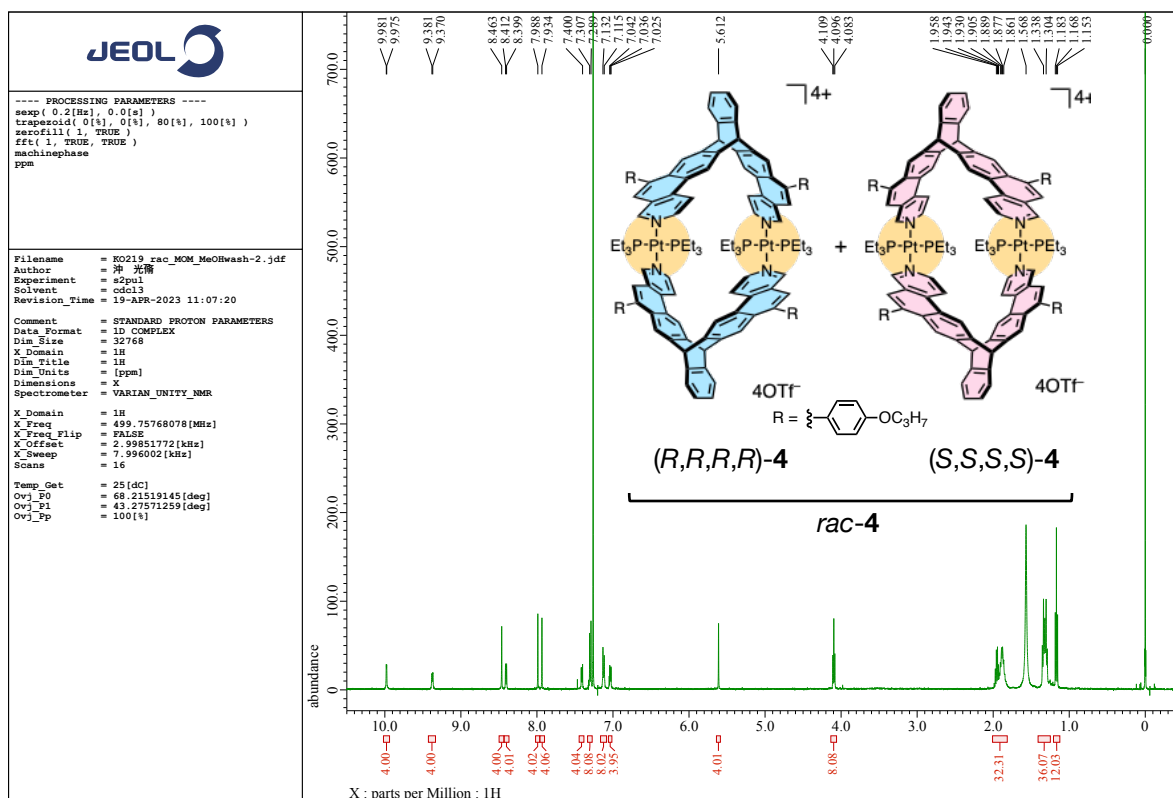 JEOL
---- PROCESSING PARAMETERS ----
sexp( 0.2[Hz], 0.0[s] )
trapezoid( 0[%], 0[%], 80[%], 100[%] )
zerofill( 1, TRUE )
fft( 1, TRUE, TRUE )
machinephase
ppm
Filename = KO219_rac_MOM_MeOHwash-2.jdf
Author = 沖 光脩
Experiment = s2pul
Solvent = cdcl3
Revision_Time = 19-APR-2023 11:07:20
Comment = STANDARD PROTON PARAMETERS
Data_Format = 1D COMPLEX
Dim_Size = 32768
X_Domain = 1H
Dim_Title = 1H
Dim_Units = [ppm]
Dimensions = X
Spectrometer = VARIAN_UNITY_NMR
X_Domain = 1H
X_Freq = 499.75768078[MHz]
X_Freq_Flip = FALSE
X_Offset = 2.99851772[kHz]
X_Sweep = 7.996002[kHz]
Scans = 16
Temp_Get = 25[dC]
Ovj_P0 = 68.21519145[deg]
Ovj_P1 = 43.27571259[deg]
Ovj_Pp = 100[%]
9.981
9.975
9.381
9.370
8.463
8.412
8.399
7.988
7.934
7.400
7.307
7.289
7.132
7.115
7.042
7.036
7.025
5.612
4.109
4.096
4.083
1.958
1.943
1.930
1.905
1.889
1.877
1.861
1.568
1.338
1.304
1.183
1.168
1.153
0.000
700.0
600.0
500.0
400.0
300.0
200.0
100.0
0
abundance
4+ 4+
R R R R
N N N N
Et₃P-Pt-PEt₃ Et₃P-Pt-PEt₃ + Et₃P-Pt-PEt₃ Et₃P-Pt-PEt₃
N N N N
R R R R
4OTf⁻ 4OTf⁻
R = OC₃H₇
(R,R,R,R)-4 (S,S,S,S)-4
rac-4
10.0 9.0 8.0 7.0 6.0 5.0 4.0 3.0 2.0 1.0 0
4.00
4.00
4.00
4.01
4.02
4.06
4.04
8.08
8.02
3.95
4.01
8.08
32.31
36.07
12.03
X : parts per Million : 1H